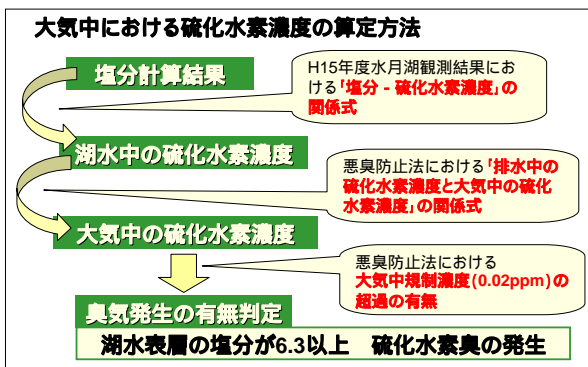 大気中における硫化水素濃度の算定方法
塩分計算結果
H15年度水月湖観測結果にお
ける「塩分 - 硫化水素濃度」の
関係式
湖水中の硫化水素濃度
悪臭防止法における「排水中の
硫化水素濃度と大気中の硫化
水素濃度」の関係式
大気中の硫化水素濃度
悪臭防止法における
大気中規制濃度(0.02ppm)の
超過の有無
臭気発生の有無判定
湖水表層の塩分が6.3以上 硫化水素臭の発生